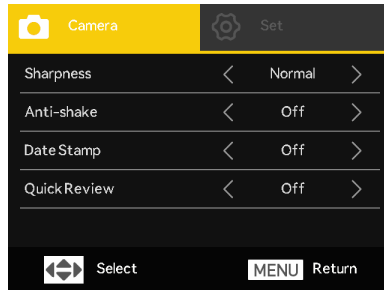 Camera Set
Sharpness Normal
Anti-shake Off
Date Stamp Off
Quick Review Off
Select MENU Return